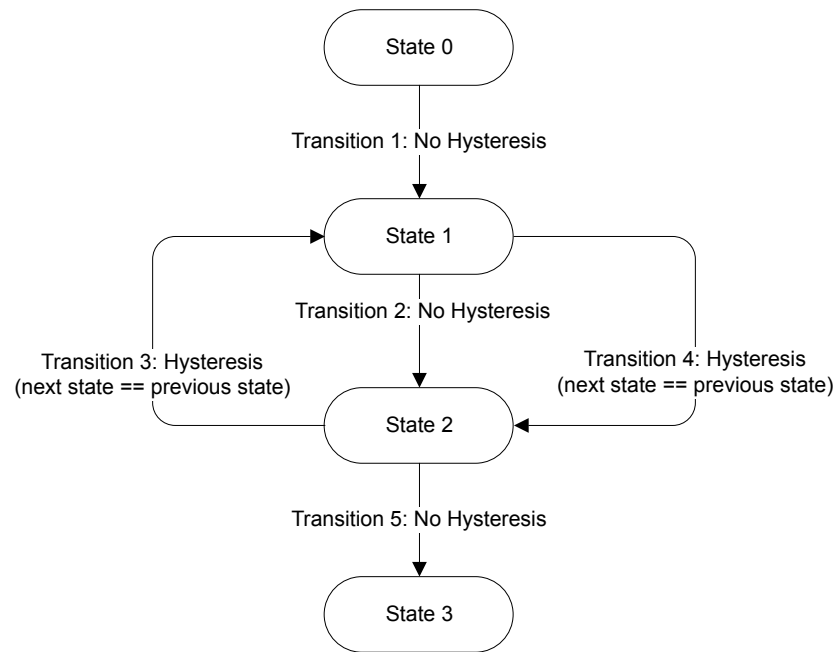 State 0
Transition 1: No Hysteresis
State 1
Transition 2: No Hysteresis
Transition 3: Hysteresis
(next state == previous state)
Transition 4: Hysteresis
(next state == previous state)
State 2
Transition 5: No Hysteresis
State 3